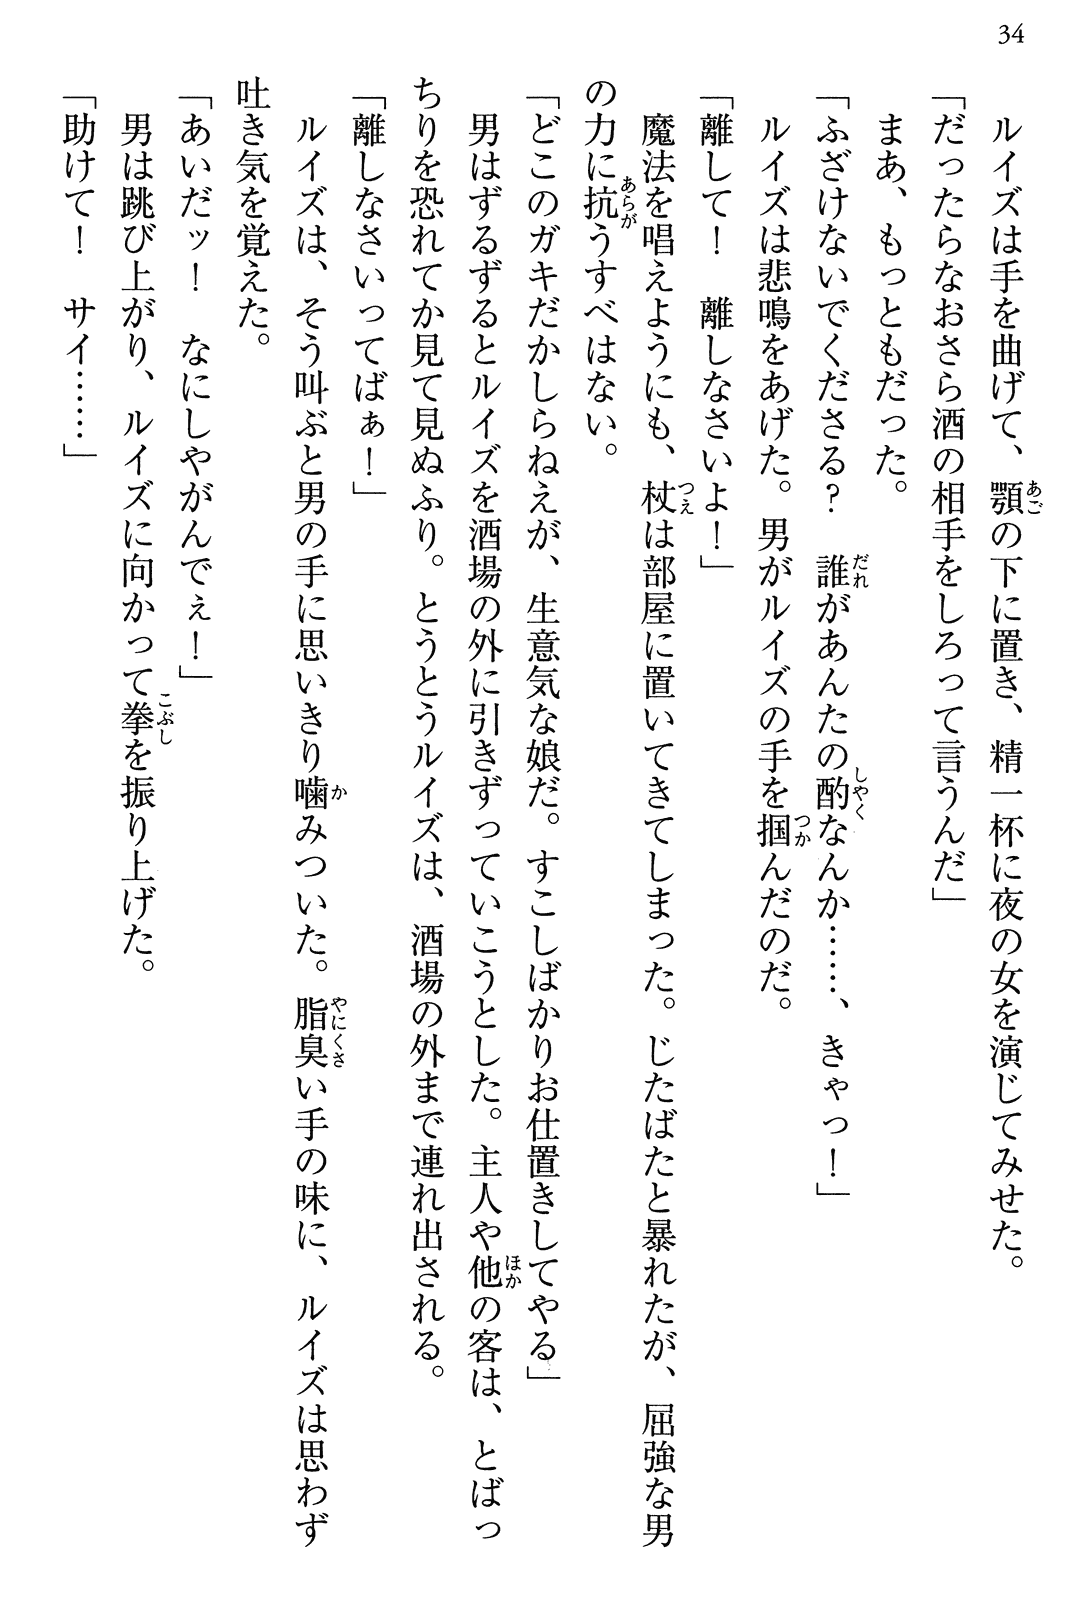 34
ルイズは手を曲げて、顎の下に置き、精一杯に夜の女を演じてみせた。
「だったらなおさら酒の相手をしろって言うんだ」
まあ、もっともだった。
「ふざけないでくださる?　誰があんたの酌なんか……、きゃっ!」
ルイズは悲鳴をあげた。男がルイズの手を掴んだのだ。
「離して!　離しなさいよ!」
魔法を唱えようにも、杖は部屋に置いてきてしまった。じたばたと暴れたが、屈強な男
の力に抗うすべはない。
「どこのガキだかしらねえが、生意気な娘だ。すこしばかりお仕置きしてやる」
男はずるずるとルイズを酒場の外に引きずっていこうとした。主人や他の客は、とばっ
ちりを恐れてか見て見ぬふり。とうとうルイズは、酒場の外まで連れ出される。
「離しなさいってばぁ!」
ルイズは、そう叫ぶと男の手に思いきり噛みついた。脂臭い手の味に、ルイズは思わず
吐き気を覚えた。
「あいだッ!　なにしやがんでぇ!」
男は跳び上がり、ルイズに向かって拳を振り上げた。
「助けて!　サイ……」